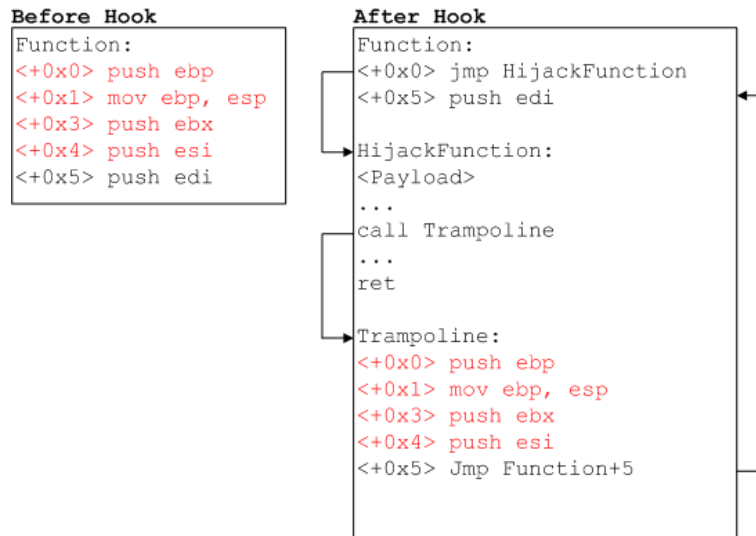 Before Hook
Function:
<+0x0> push ebp
<+0x1> mov ebp, esp
<+0x3> push ebx
<+0x4> push esi
<+0x5> push edi
After Hook
Function:
<+0x0> jmp HijackFunction
<+0x5> push edi
HijackFunction:
<Payload>
...
call Trampoline
...
ret
Trampoline:
<+0x0> push ebp
<+0x1> mov ebp, esp
<+0x3> push ebx
<+0x4> push esi
<+0x5> Jmp Function+5